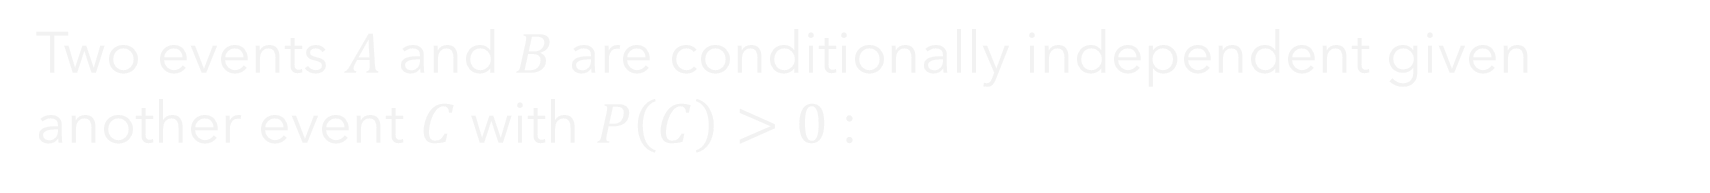 Two events A and B are conditionally independent given
another event C with P(C) > 0 :